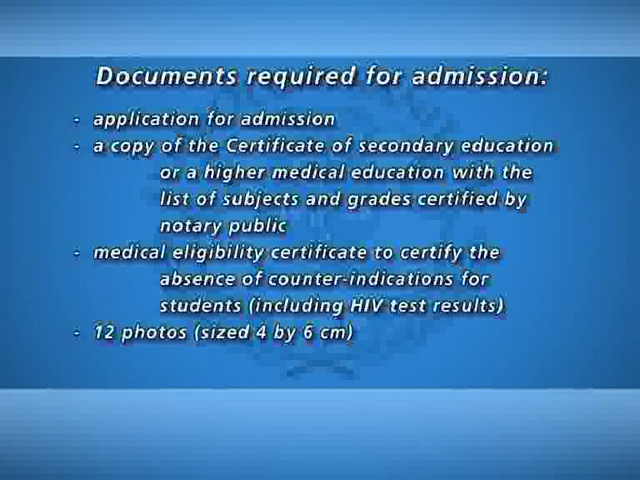 Documents required for admission:
- application for admission
- a copy of the Certificate of secondary education
or a higher medical education with the
list of subjects and grades certified by
notary public
- medical eligibility certificate to certify the
absence of counter-indications for
students (including HIV test results)
- 12 photos (sized 4 by 6 cm)